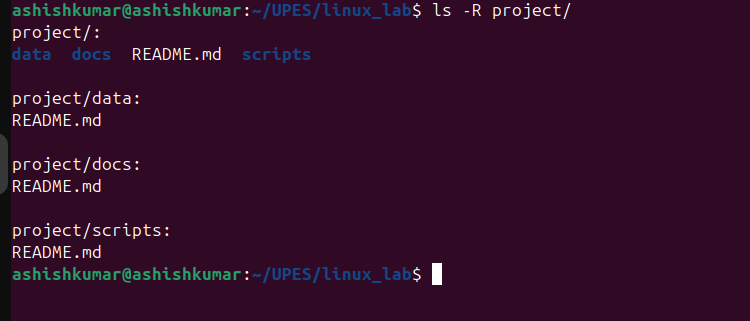 ashishkumar@ashishkumar:~/UPES/linux_lab$ ls -R project/
project/:
data  docs  README.md  scripts

project/data:
README.md

project/docs:
README.md

project/scripts:
README.md
ashishkumar@ashishkumar:~/UPES/linux_lab$